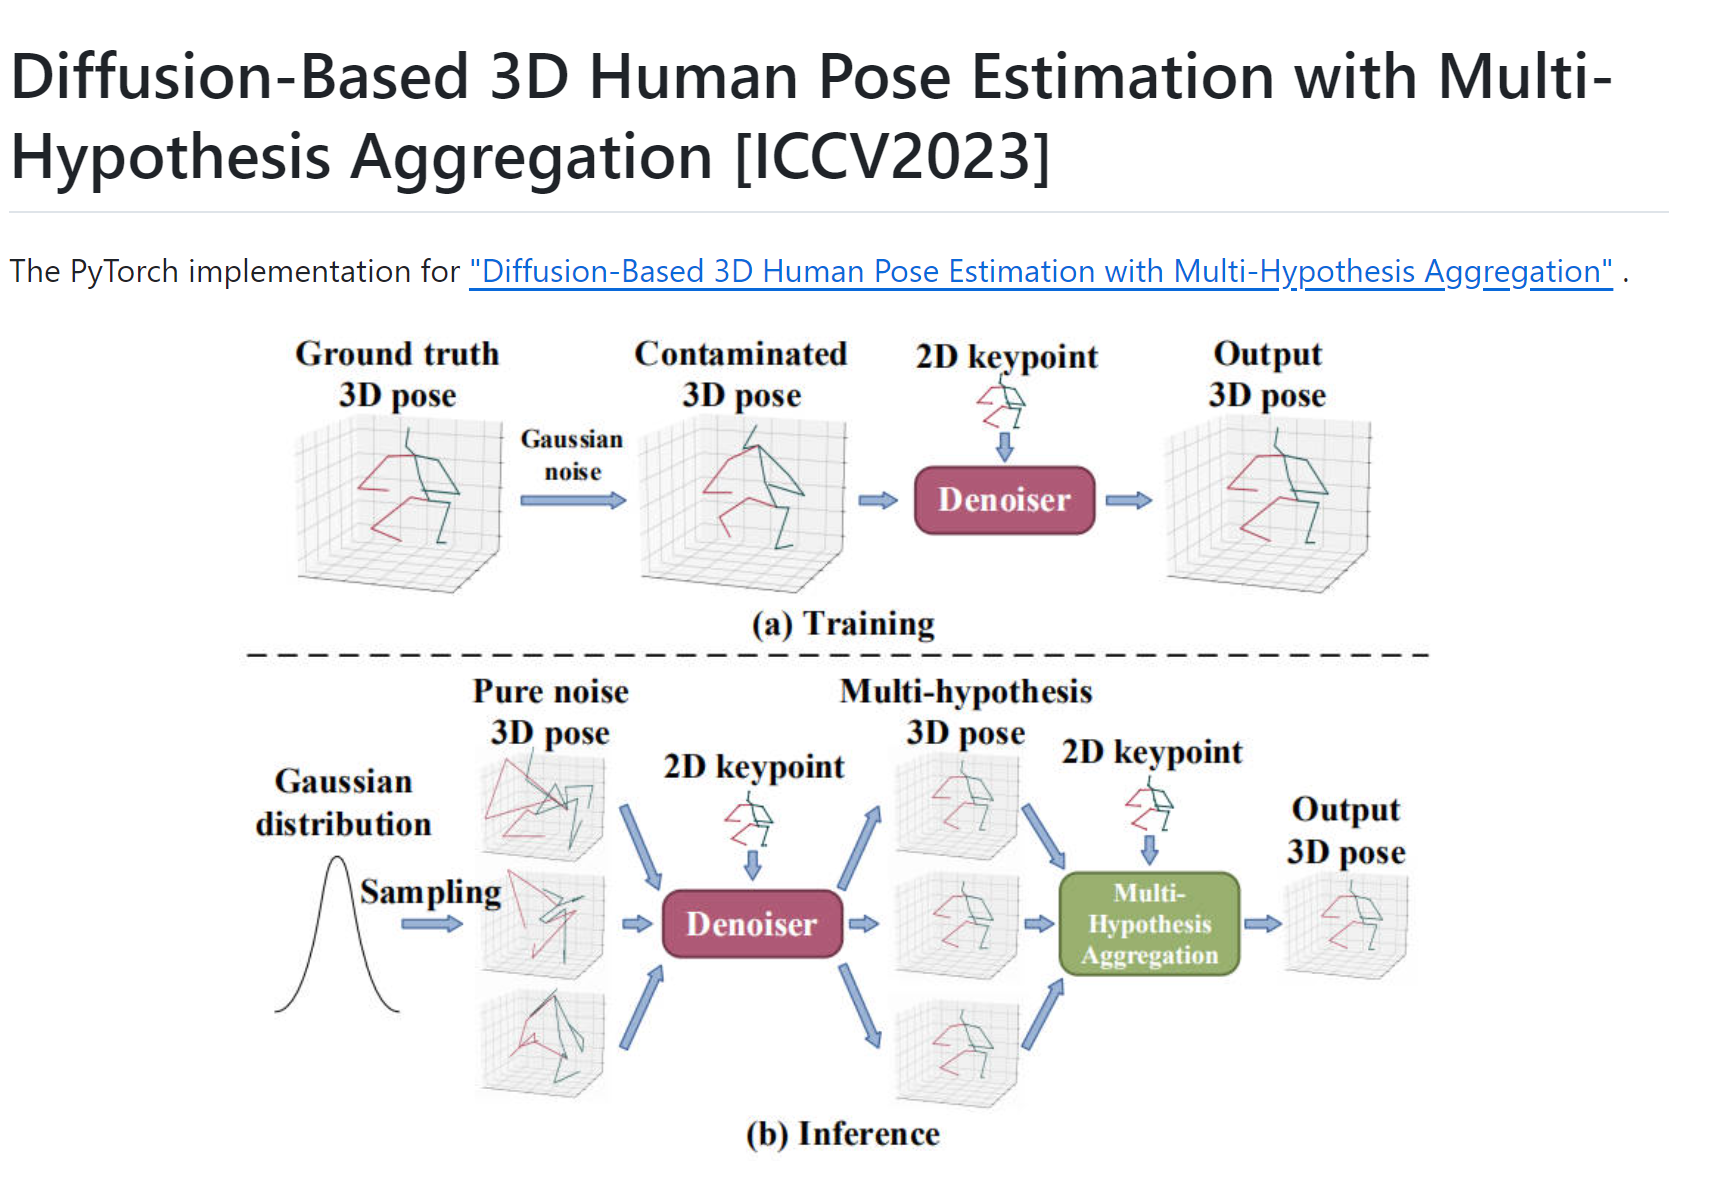 Diffusion-Based 3D Human Pose Estimation with Multi-
Hypothesis Aggregation [ICCV2023]
The PyTorch implementation for "Diffusion-Based 3D Human Pose Estimation with Multi-Hypothesis Aggregation" .
Ground truth
3D pose
Gaussian
noise
Contaminated
3D pose
2D keypoint
Denoiser
Output
3D pose
(a) Training
Gaussian
distribution
Sampling
Pure noise
3D pose
2D keypoint
Denoiser
Multi-hypothesis
3D pose
2D keypoint
Multi-
Hypothesis
Aggregation
Output
3D pose
(b) Inference